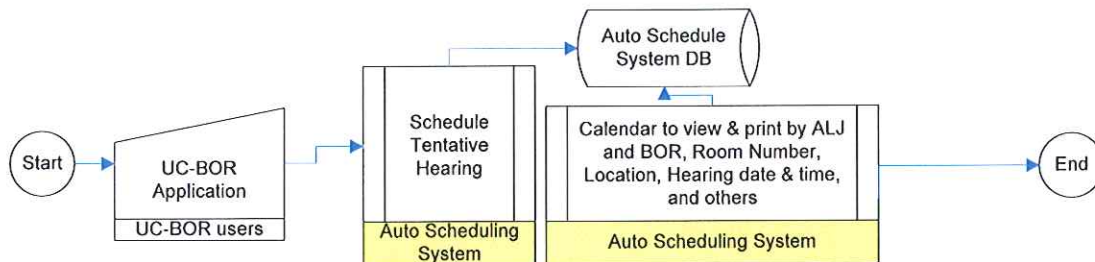 Start
UC-BOR
Application
UC-BOR users
Schedule
Tentative
Hearing
Auto Scheduling
System
Auto Schedule
System DB
Calendar to view & print by ALJ
and BOR, Room Number,
Location, Hearing date & time,
and others
Auto Scheduling System
End